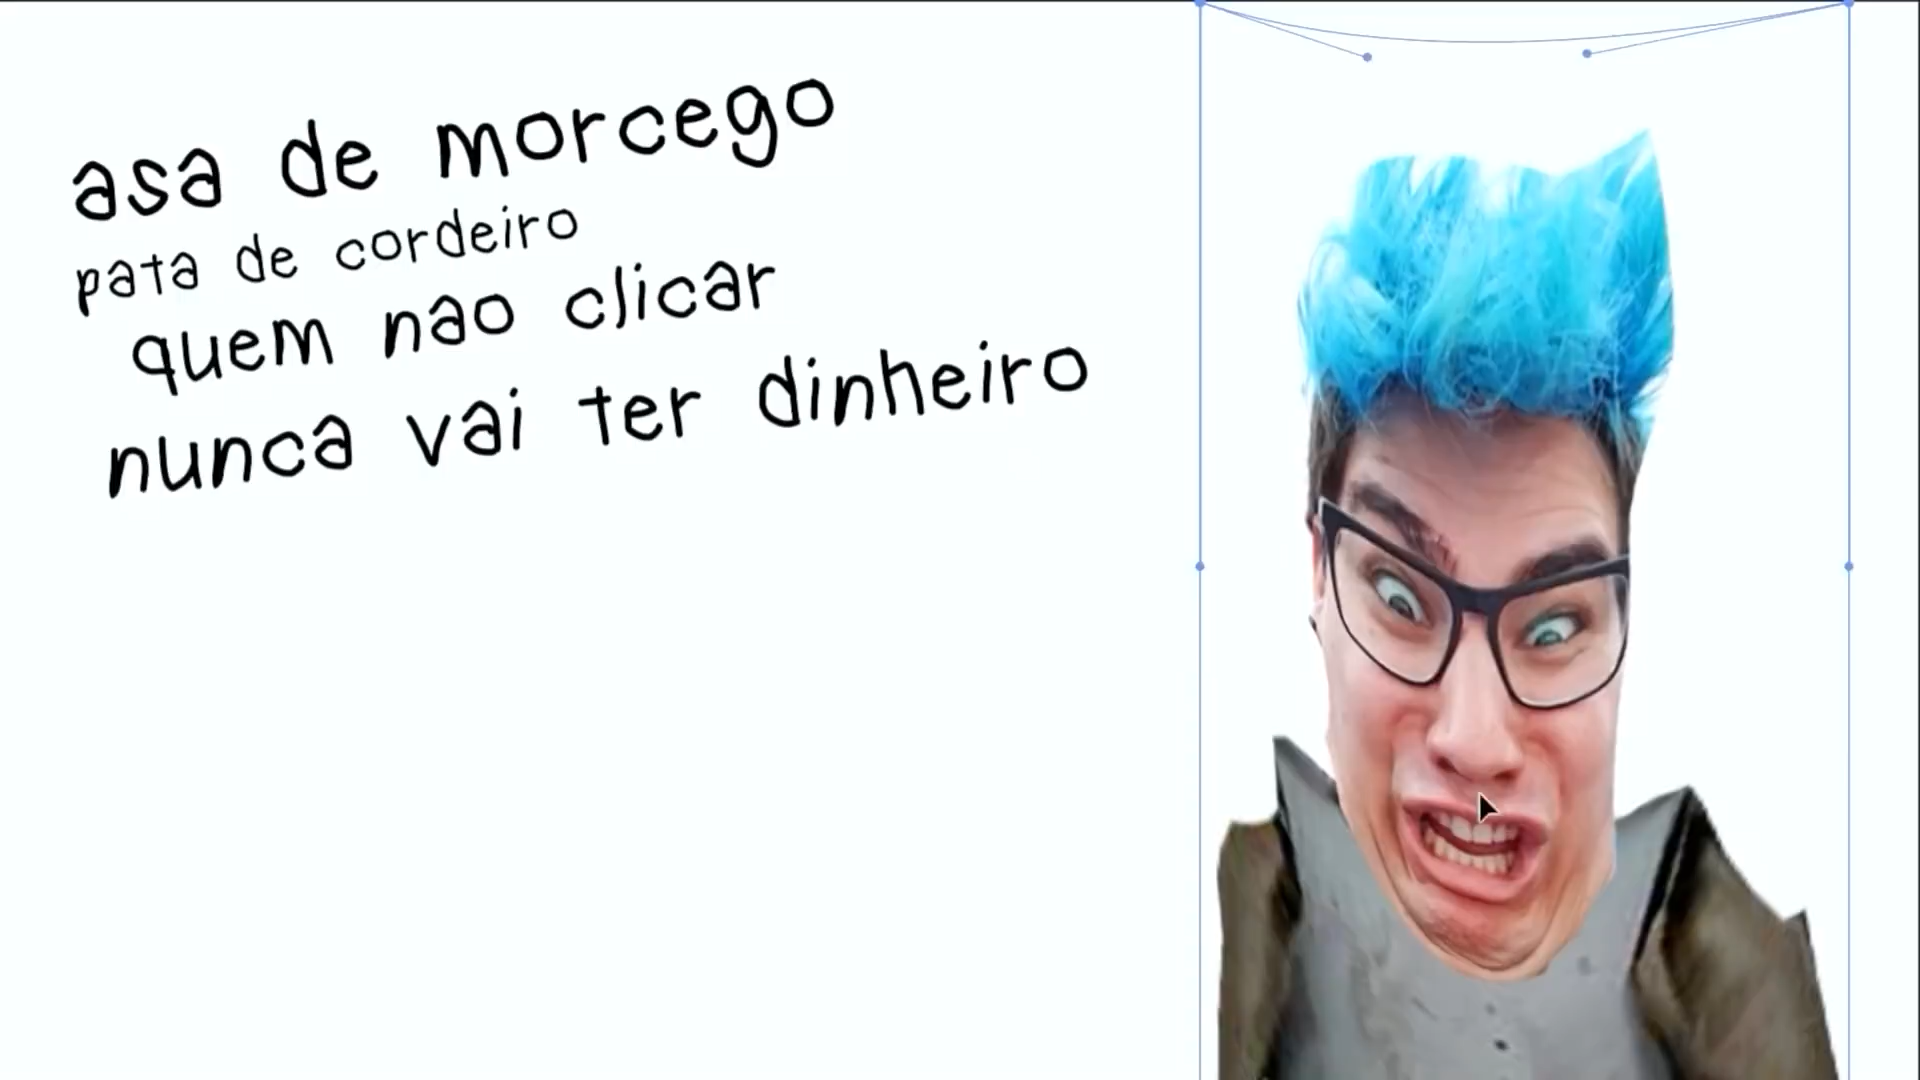 asa de morcego
pata de cordeiro
quem nao clicar
nunca vai ter dinheiro